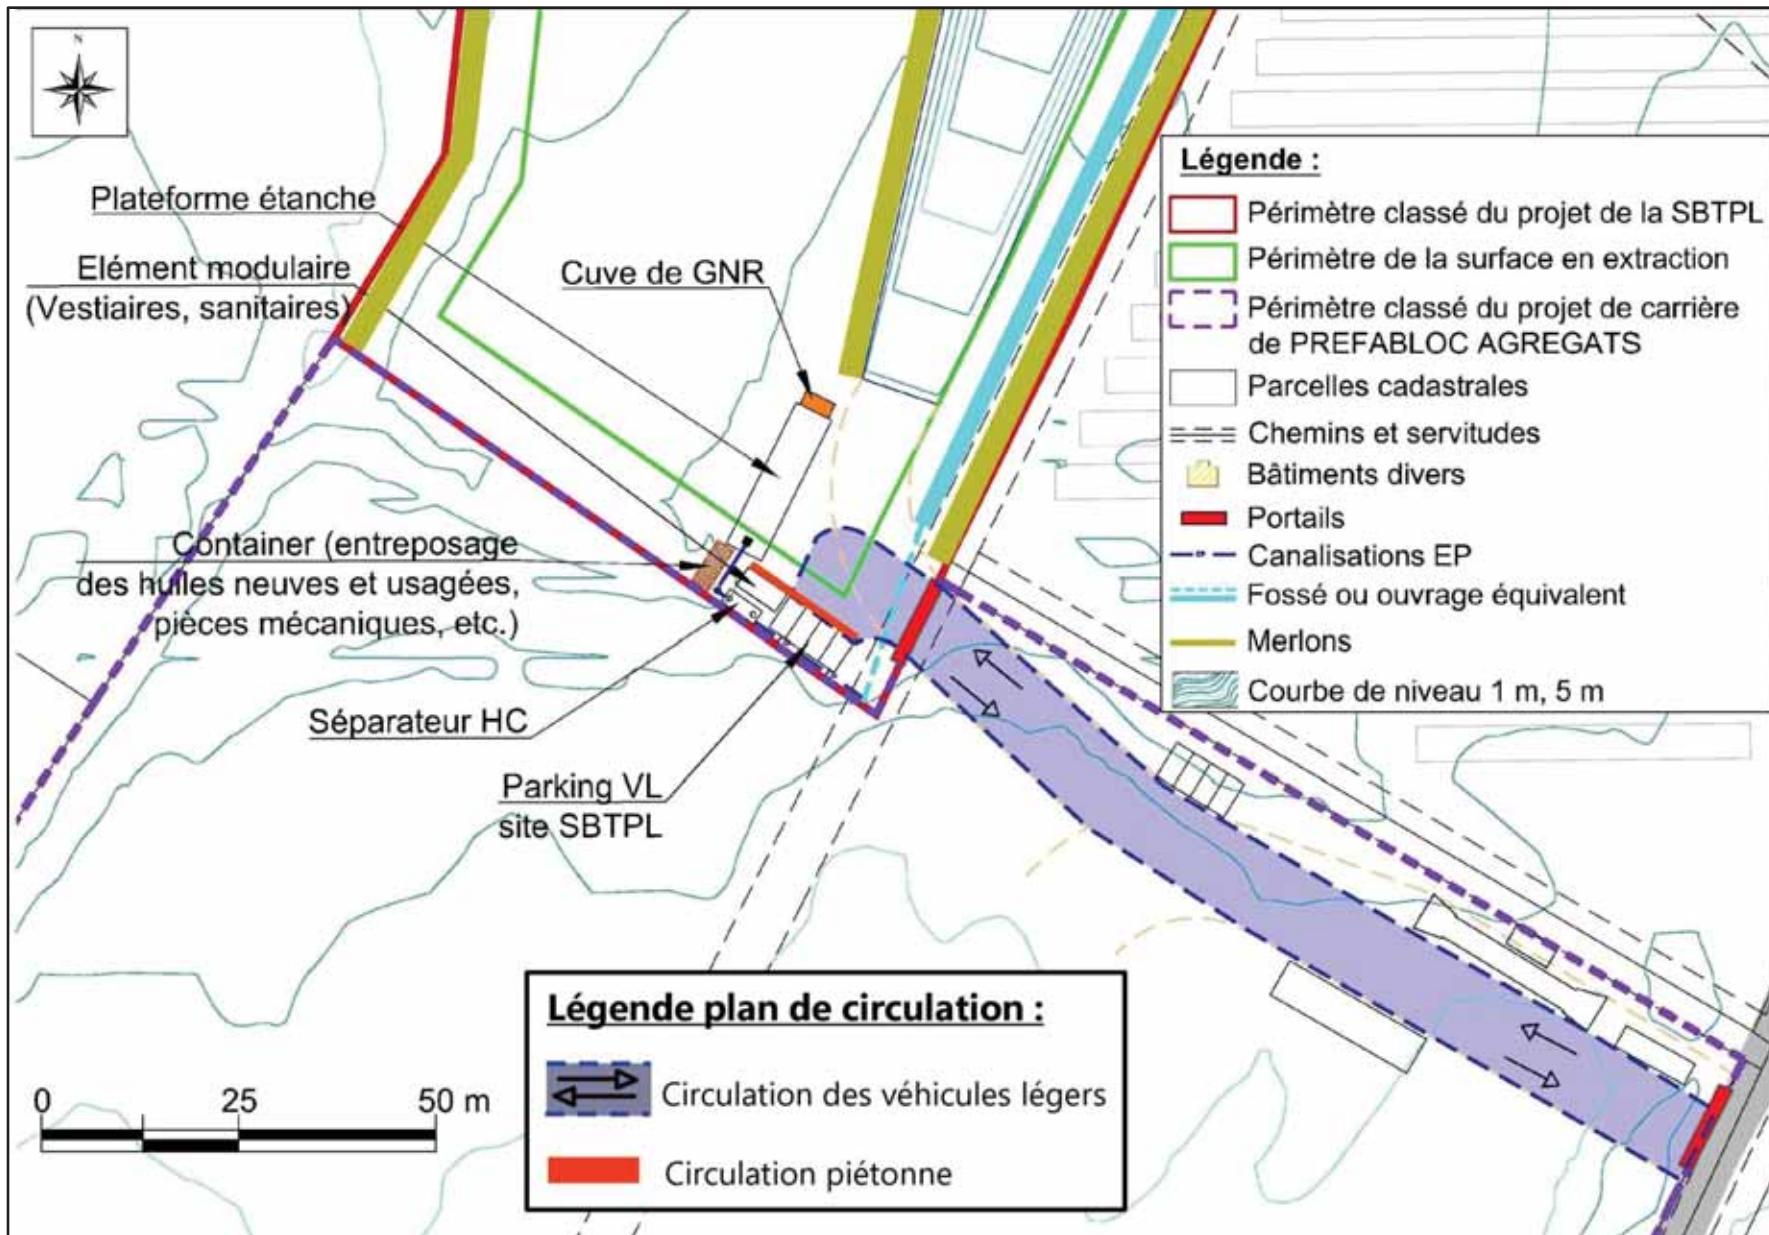 N
Plateforme étanche
Elément modulaire
(Vestiaires, sanitaires)
Cuve de GNR
Container (entreposage
des huiles neuves et usagées,
pièces mécaniques, etc.)
Séparateur HC
Parking VL
site SBTPL
Légende :
Périmètre classé du projet de la SBTPL
Périmètre de la surface en extraction
Périmètre classé du projet de carrière
de PREFABLOC AGREGATS
Parcelles cadastrales
Chemins et servitudes
Bâtiments divers
Portails
Canalisations EP
Fossé ou ouvrage équivalent
Merlons
Courbe de niveau 1 m, 5 m
Légende plan de circulation :
Circulation des véhicules légers
Circulation piétonne
0 25 50 m